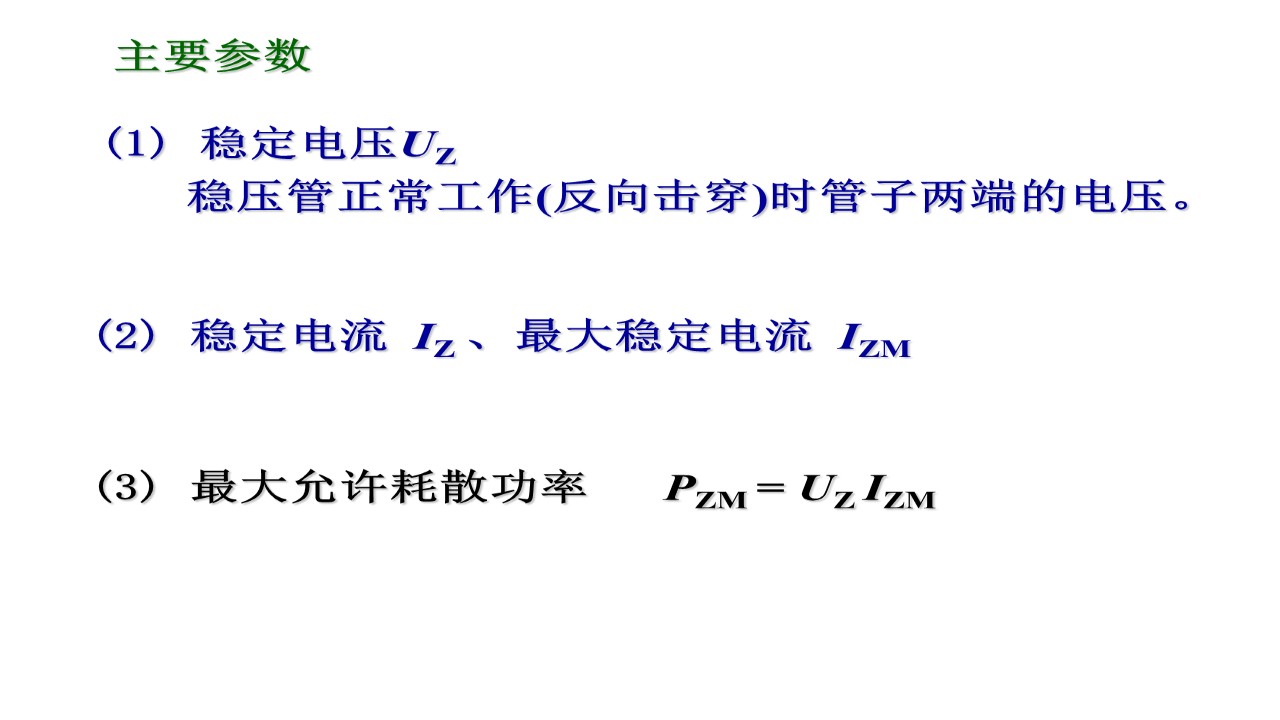 主要参数
（1） 稳定电压UZ
稳压管正常工作(反向击穿)时管子两端的电压。
（2） 稳定电流 IZ 、最大稳定电流 IZM
（3） 最大允许耗散功率 PZM = UZ IZM